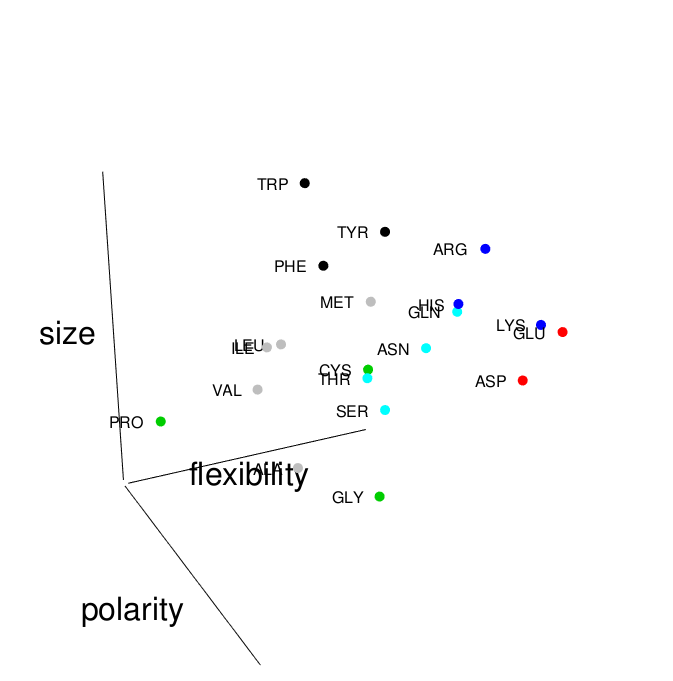 TRP
TYR
ARG
PHE
MET
HIS
GLN
LYS
GLU
size
LEU
ILE
ASN
CYS
THR
ASP
VAL
SER
PRO
ALA
flexibility
GLY
polarity